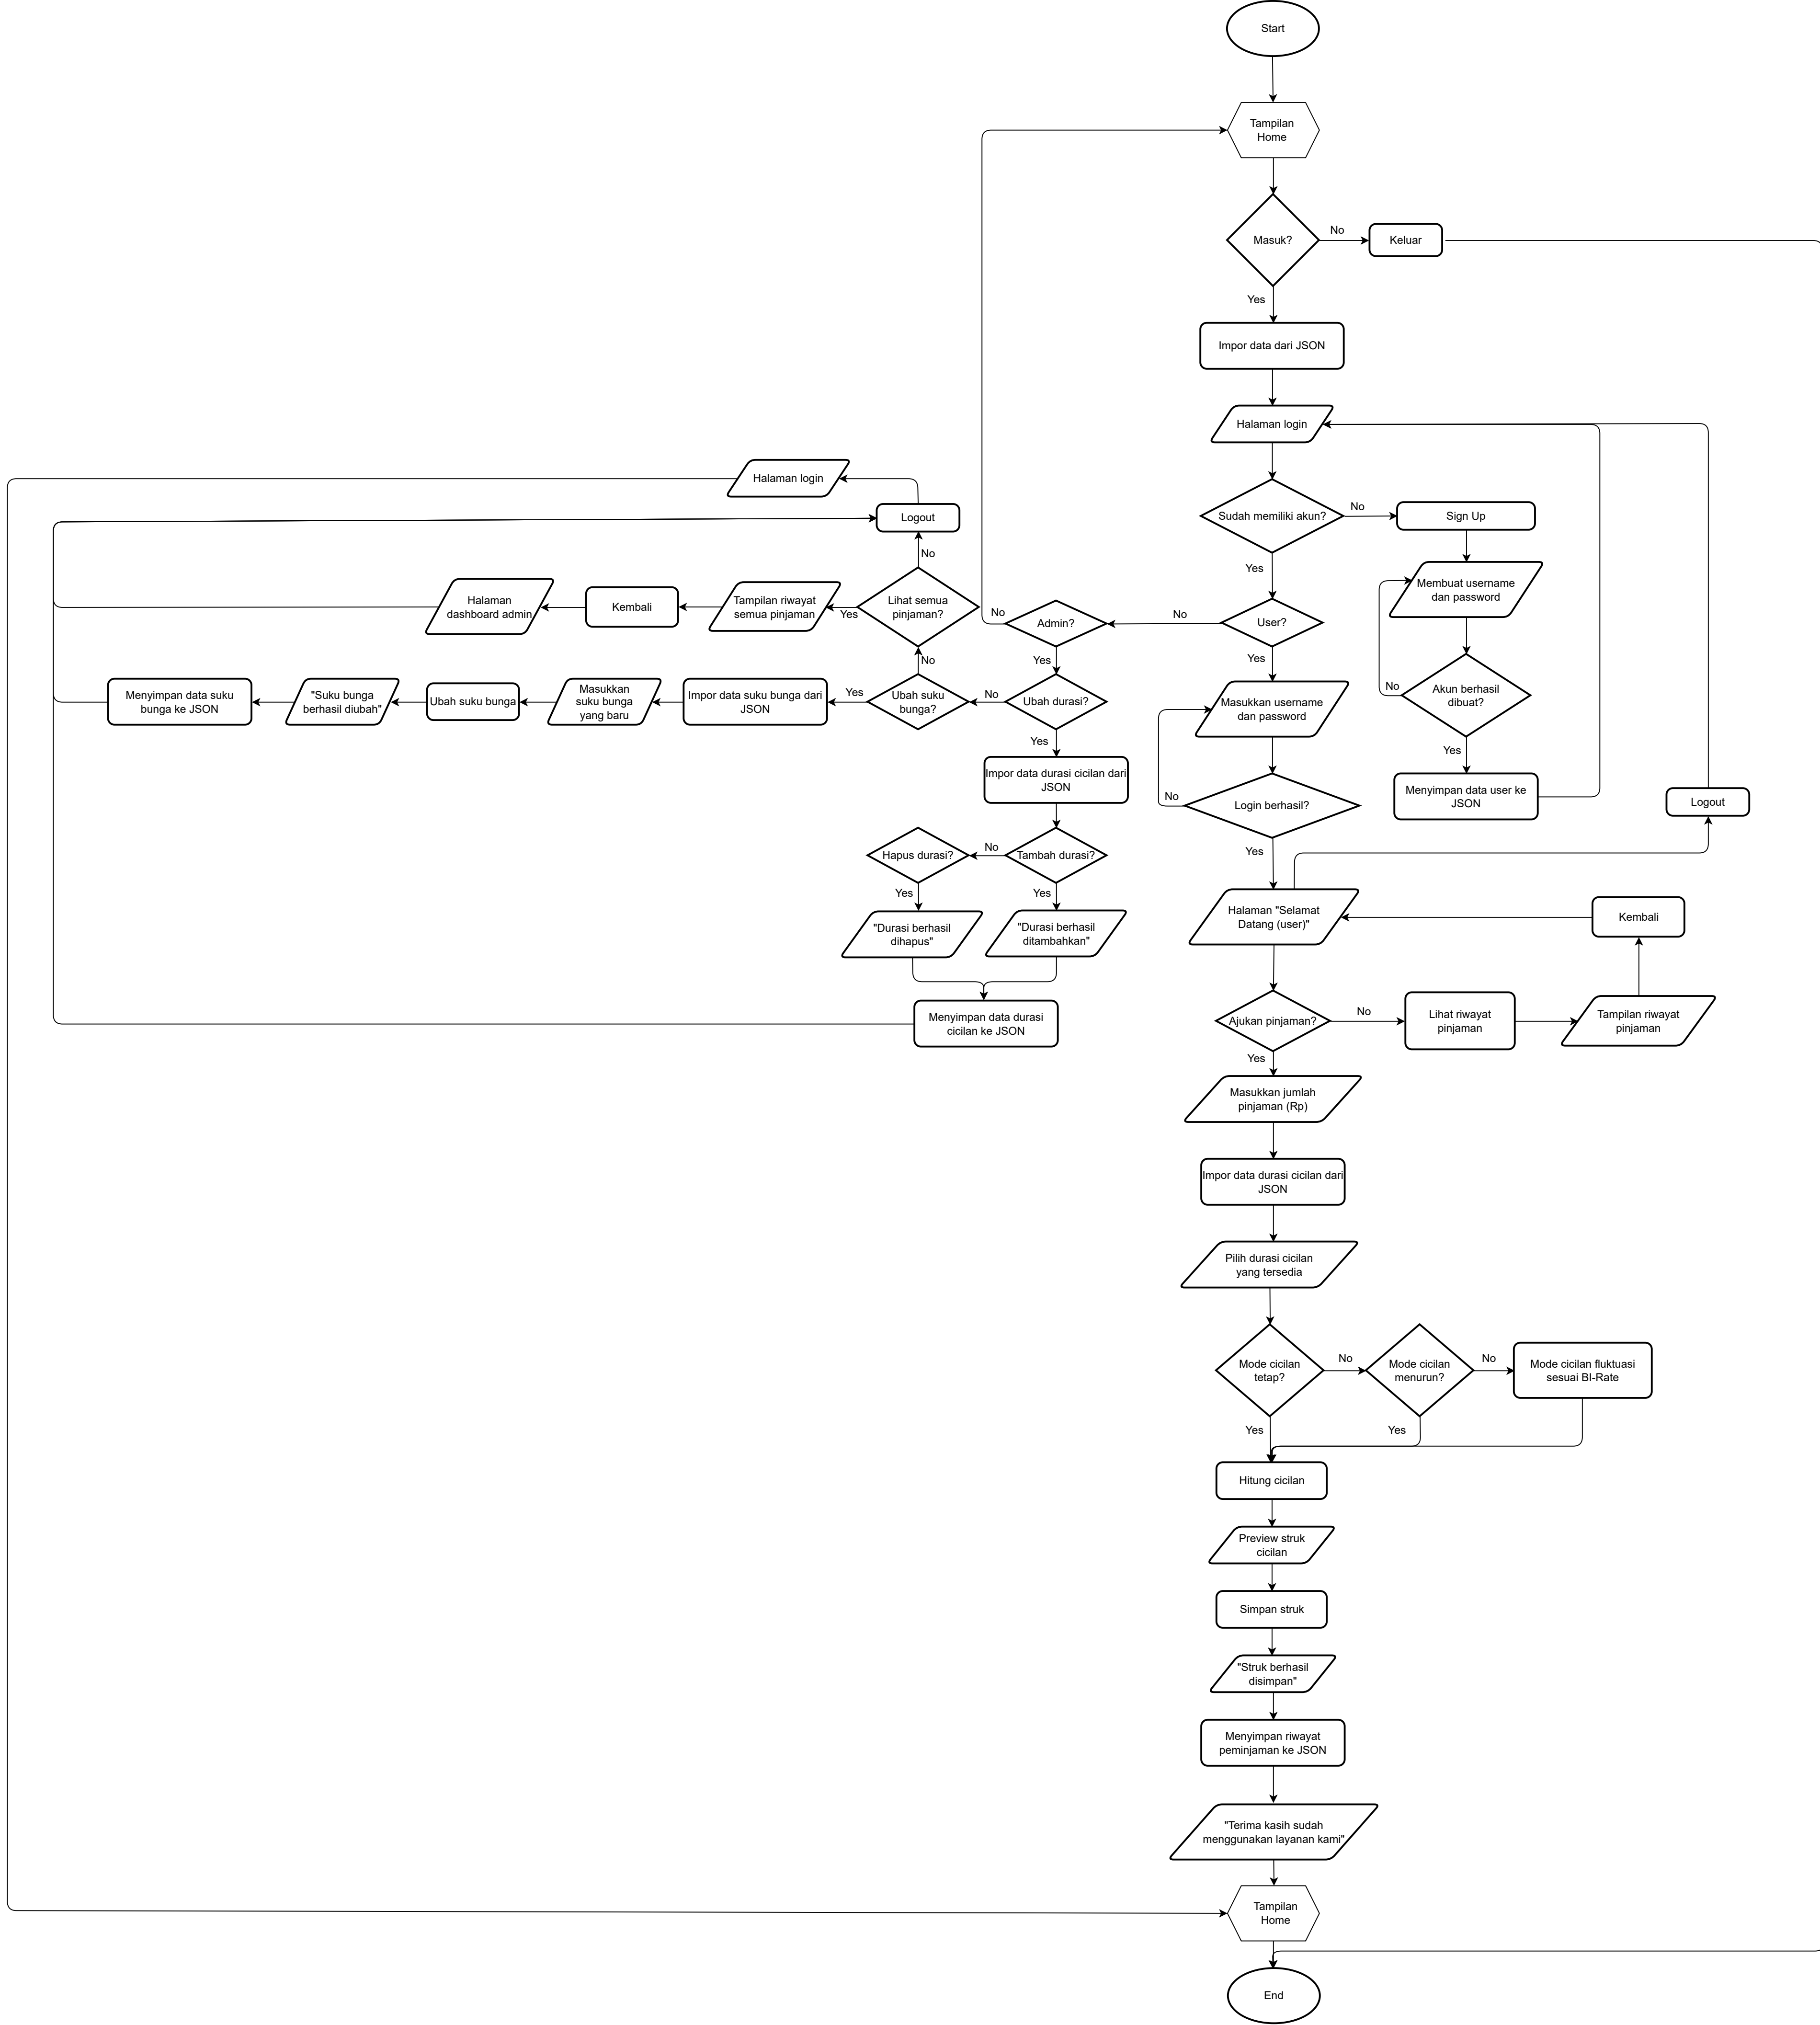 Start
Tampilan
Home
Masuk?
No
Keluar
Yes
Impor data dari JSON
Halaman login
Sudah memiliki akun?
No
Sign Up
Yes
Membuat username
dan password
Akun berhasil
dibuat?
No
Yes
Menyimpan data user ke
JSON
User?
No
Yes
Admin?
No
Yes
Masukkan username
dan password
Login berhasil?
No
Yes
Logout
Halaman "Selamat
Datang (user)"
Kembali
Ajukan pinjaman?
No
Lihat riwayat
pinjaman
Tampilan riwayat
pinjaman
Yes
Halaman login
Logout
No
Lihat semua
pinjaman?
Yes
Tampilan riwayat
semua pinjaman
Kembali
Halaman
dashboard admin
No
Ubah durasi?
No
Ubah suku
bunga?
Yes
Impor data suku bunga dari
JSON
Masukkan
suku bunga
yang baru
Ubah suku bunga
"Suku bunga
berhasil diubah"
Menyimpan data suku
bunga ke JSON
Yes
Impor data durasi cicilan dari
JSON
Tambah durasi?
No
Hapus durasi?
Yes
Yes
"Durasi berhasil
dihapus"
"Durasi berhasil
ditambahkan"
Menyimpan data durasi
cicilan ke JSON
Masukkan jumlah
pinjaman (Rp)
Impor data durasi cicilan dari
JSON
Pilih durasi cicilan
yang tersedia
Mode cicilan
tetap?
No
Mode cicilan
menurun?
No
Mode cicilan fluktuasi
sesuai BI-Rate
Yes
Yes
Hitung cicilan
Preview struk
cicilan
Simpan struk
"Struk berhasil
disimpan"
Menyimpan riwayat
peminjaman ke JSON
"Terima kasih sudah
menggunakan layanan kami"
Tampilan
Home
End